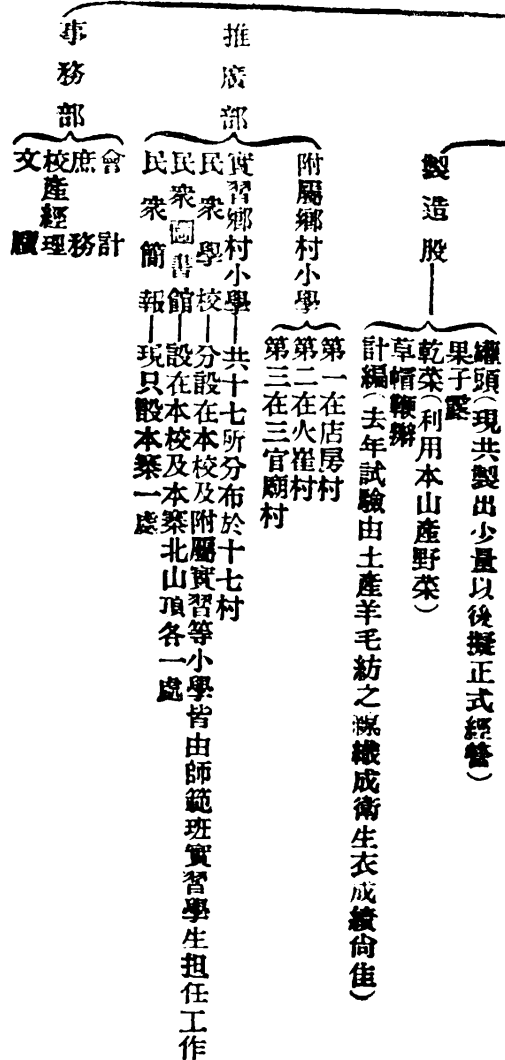 製造股
罐頭(現共製出少量以後擬正式經營)
果子露
乾菜(利用本山產野菜)
草帽鞭辮
計編(去年試驗由土產羊毛紡之 織成衛生衣成績尚佳)
推廣部
附屬鄉村小學
第一在店房村
第二在火崔村
第三在三官廟村
實習鄉村小學—共十七所分布於十七村
民衆學校—分設在本校及附屬實習等小學皆由師範班實習學生担任工作
民衆圖書館—設在本校及本寨北山頂各一處
民衆簡報—現只設本寨一處
事務部
會計
庶務
校產經理
文牘